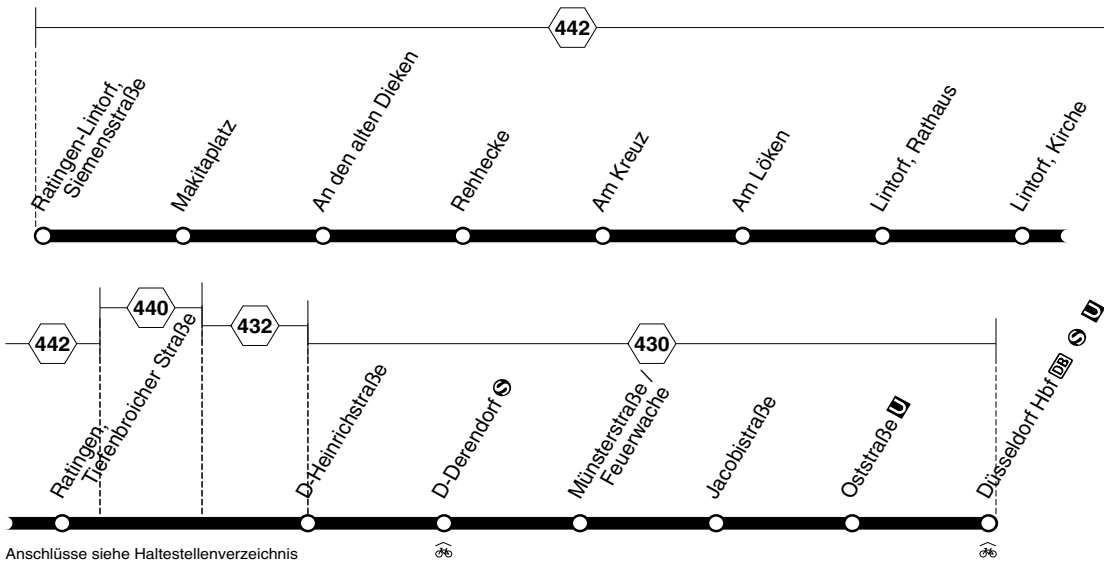 442
Ratingen-Lintorf,
Siemensstraße
Makitaplatz
An den alten Dieken
Rehhecke
Am Kreuz
Am Löken
Lintorf, Rathaus
Lintorf, Kirche
442
440
432
430
Ratingen,
Tiefenbroicher Straße
D-Heinrichstraße
D-Derendorf S
Münsterstraße /
Feuerwache
Jacobistraße
Oststraße U
Düsseldorf Hbf DB S U
Anschlüsse siehe Haltestellenverzeichnis